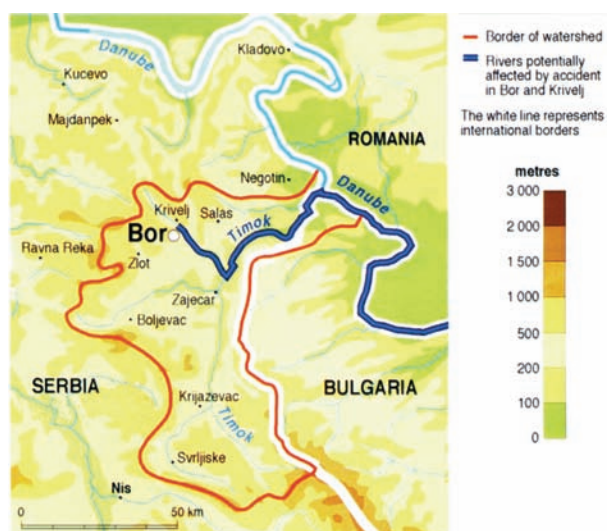 Danube
Kladovo
Kucevo
Majdanpek
ROMANIA
Negotin
Danube
Krivelj
Salas
Bor
Timok
Ravna Reka
Zlot
Zajecar
Boljevac
SERBIA
BULGARIA
Krijazevac
Timok
Svrljiske
Nis
0
50 km
Border of watershed
Rivers potentially
affected by accident
in Bor and Krivelj
The white line represents
international borders
metres
3 000
2 000
1 500
1 000
500
200
100
0